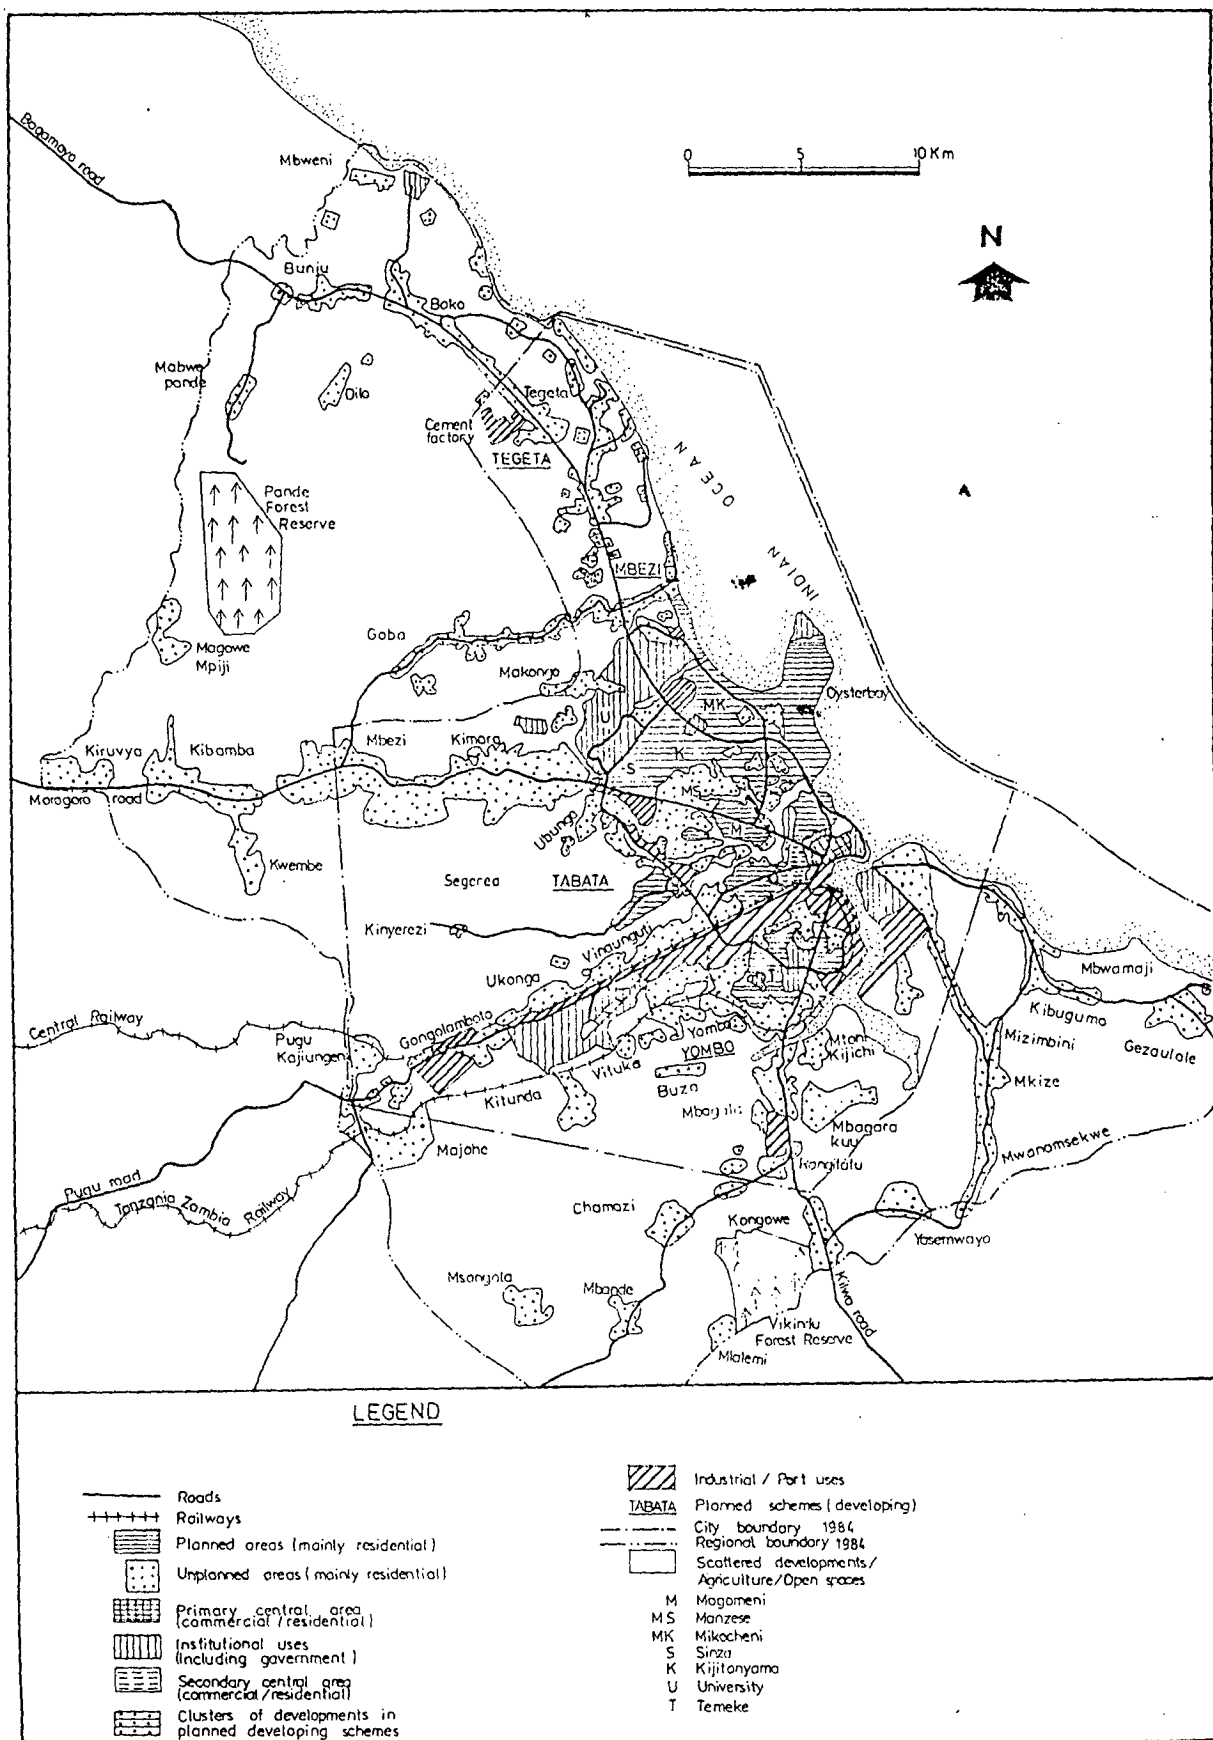 Mbweni
0 5 10 Km
Bagamoyo road
N
Bunju
Boko
Mabwe
pande
Dilo
Tegeta
Cement
factory
TEGETA
INDIAN OCEAN
A
Pande
Forest
Reserve
MBEZI
Goba
Magowe
Mpiji
Makongo
Oysterbay
MK
U
Kiruvya
Kibamba
Mbezi
Kimara
K
S
MS
Morogoro road
M
Ubungo
Kwembe
Segerea
TABATA
Kinyerezi
Vingunguti
Ukonga
T
Mbwamaji
Central Railway
Gongolamboto
Kibugumo
Pugu
Kajiungeni
Yombo
YOMBO
Mtoni
Kijichi
Mizimbini
Gezaulole
Vituka
Buza
Mkize
Kitunda
Mbagala
Mbagara
kuu
Majohe
Mwanamsekwe
Kongitatu
Pugu road
Tanzania Zambia Railway
Chamazi
Kongowe
Yasemwayo
Msongola
Mbande
Kilwa road
Vikindu
Forest Reserve
Mlalemi
LEGEND
Roads
Railways
Planned areas (mainly residential)
Unplanned areas (mainly residential)
Primary central area
(commercial/residential)
Institutional uses
(Including government)
Secondary central area
(commercial/residential)
Clusters of developments in
planned developing schemes
Industrial / Port uses
TABATA Planned schemes (developing)
City boundary 1984
Regional boundary 1984
Scattered developments/
Agriculture/Open spaces
M Magomeni
MS Manzese
MK Mikocheni
S Sinza
K Kijitonyama
U University
T Temeke